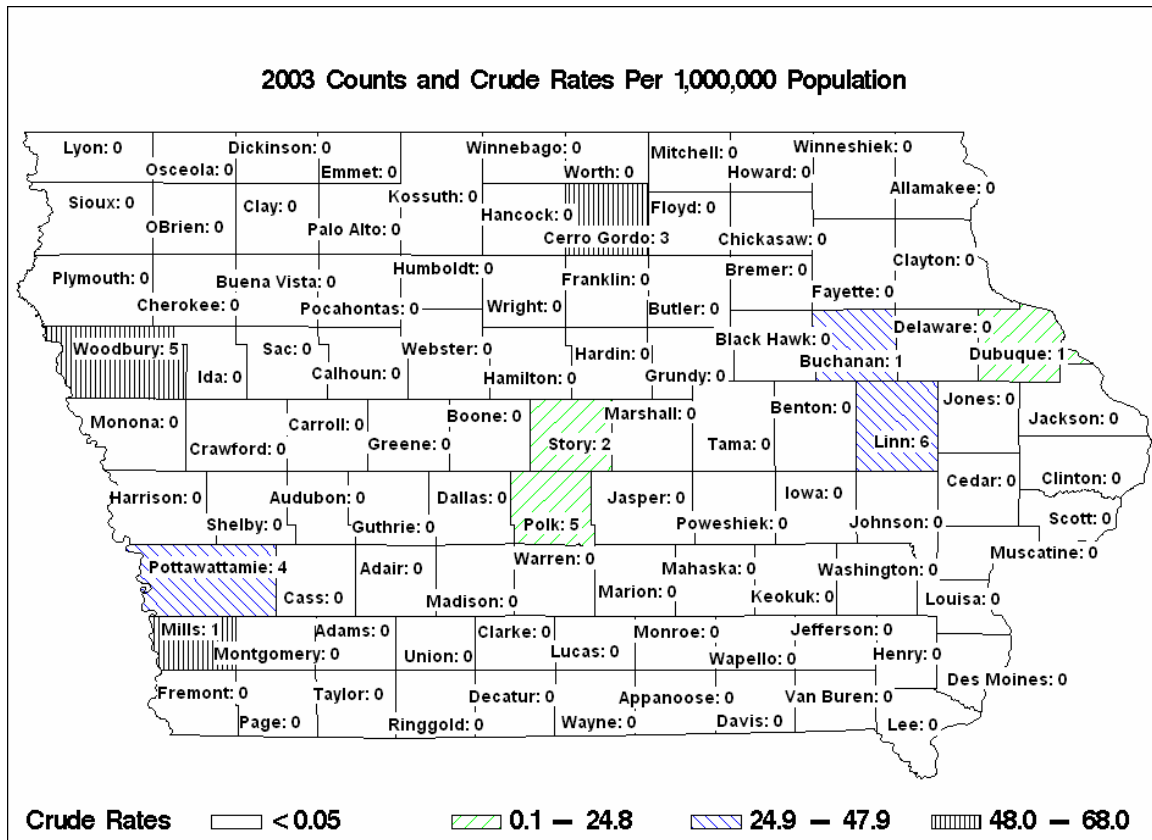 2003 Counts and Crude Rates Per 1,000,000 Population
Lyon: 0
Dickinson: 0
Winnebago: 0
Mitchell: 0
Winneshiek: 0
Osceola: 0
Emmet: 0
Worth: 0
Howard: 0
Allamakee: 0
Sioux: 0
Clay: 0
Kossuth: 0
Hancock: 0
Floyd: 0
OBrien: 0
Palo Alto: 0
Cerro Gordo: 3
Chickasaw: 0
Clayton: 0
Plymouth: 0
Buena Vista: 0
Humboldt: 0
Franklin: 0
Bremer: 0
Fayette: 0
Cherokee: 0
Pocahontas: 0
Wright: 0
Butler: 0
Delaware: 0
Woodbury: 5
Sac: 0
Webster: 0
Hardin: 0
Black Hawk: 0
Buchanan: 1
Dubuque: 1
Ida: 0
Calhoun: 0
Hamilton: 0
Grundy: 0
Jones: 0
Monona: 0
Carroll: 0
Boone: 0
Marshall: 0
Benton: 0
Jackson: 0
Crawford: 0
Greene: 0
Story: 2
Tama: 0
Linn: 6
Harrison: 0
Audubon: 0
Dallas: 0
Jasper: 0
Iowa: 0
Cedar: 0
Clinton: 0
Shelby: 0
Guthrie: 0
Polk: 5
Poweshiek: 0
Johnson: 0
Scott: 0
Pottawattamie: 4
Adair: 0
Warren: 0
Mahaska: 0
Washington: 0
Muscatine: 0
Cass: 0
Madison: 0
Marion: 0
Keokuk: 0
Louisa: 0
Mills: 1
Adams: 0
Clarke: 0
Monroe: 0
Jefferson: 0
Montgomery: 0
Union: 0
Lucas: 0
Wapello: 0
Henry: 0
Des Moines: 0
Fremont: 0
Taylor: 0
Decatur: 0
Appanoose: 0
Van Buren: 0
Page: 0
Ringgold: 0
Wayne: 0
Davis: 0
Lee: 0
Crude Rates < 0.05 0.1 – 24.8 24.9 – 47.9 48.0 – 68.0